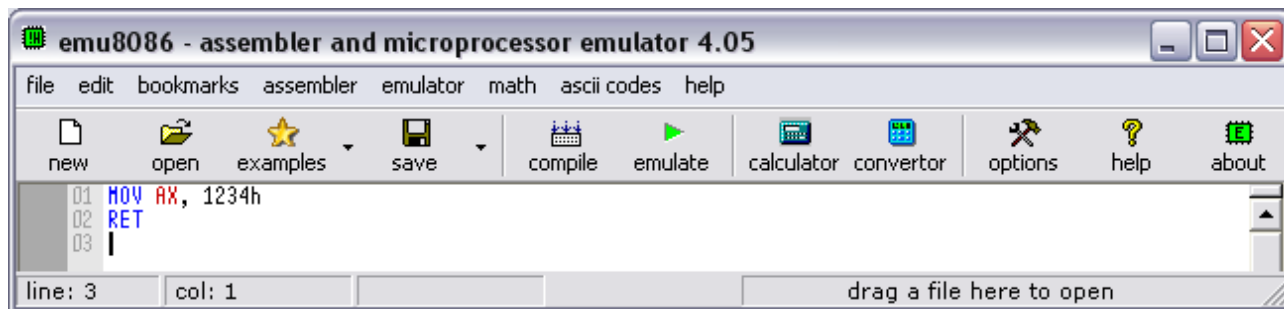 emu8086 - assembler and microprocessor emulator 4.05
file edit bookmarks assembler emulator math ascii codes help
new open examples save compile emulate calculator convertor options help about
01 MOV AX, 1234h
02 RET
03
line: 3 col: 1 drag a file here to open